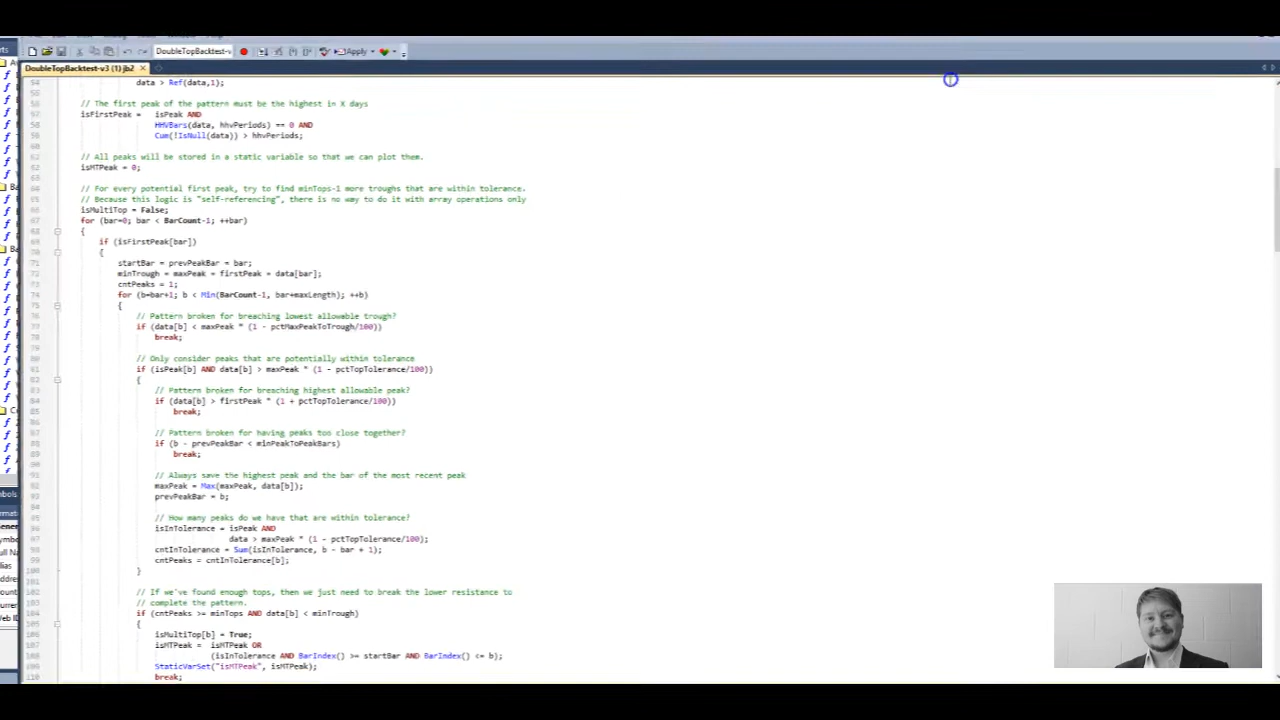 DoubleTopBacktest-v
Apply
DoubleTopBacktest-v3 (1) jb2
data > Ref(data,1);
// The first peak of the pattern must be the highest in X days
isFirstPeak = isPeak AND
HHVBars(data, hhvPeriods) == 0 AND
Cum(!IsNull(data)) > hhvPeriods;
// All peaks will be stored in a static variable so that we can plot them.
isMTPeak = 0;
// For every potential first peak, try to find minTops-1 more troughs that are within tolerance.
// Because this logic is "self-referencing", there is no way to do it with array operations only
isMultiTop = False;
for (bar=0; bar < BarCount-1; ++bar)
{
if (isFirstPeak[bar])
{
startBar = prevPeakBar = bar;
minTrough = maxPeak = firstPeak = data[bar];
cntPeaks = 1;
for (b=bar+1; b < Min(BarCount-1, bar+maxLength); ++b)
{
// Pattern broken for breaching lowest allowable trough?
if (data[b] < maxPeak * (1 - pctMaxPeakToTrough/100))
break;
// Only consider peaks that are potentially within tolerance
if (isPeak[b] AND data[b] > maxPeak * (1 - pctTopTolerance/100))
{
// Pattern broken for breaching highest allowable peak?
if (data[b] > firstPeak * (1 + pctTopTolerance/100))
break;
// Pattern broken for having peaks too close together?
if (b - prevPeakBar < minPeakToPeakBars)
break;
// Always save the highest peak and the bar of the most recent peak
maxPeak = Max(maxPeak, data[b]);
prevPeakBar = b;
// How many peaks do we have that are within tolerance?
isInTolerance = isPeak AND
data > maxPeak * (1 - pctTopTolerance/100);
cntInTolerance = Sum(isInTolerance, b - bar + 1);
cntPeaks = cntInTolerance[b];
}
// If we've found enough tops, then we just need to break the lower resistance to
// complete the pattern.
if (cntPeaks >= minTops AND data[b] < minTrough)
{
isMultiTop[b] = True;
isMTPeak = isMTPeak OR
(isInTolerance AND BarIndex() >= startBar AND BarIndex() <= b);
StaticVarSet("isMTPeak", isMTPeak);
break;